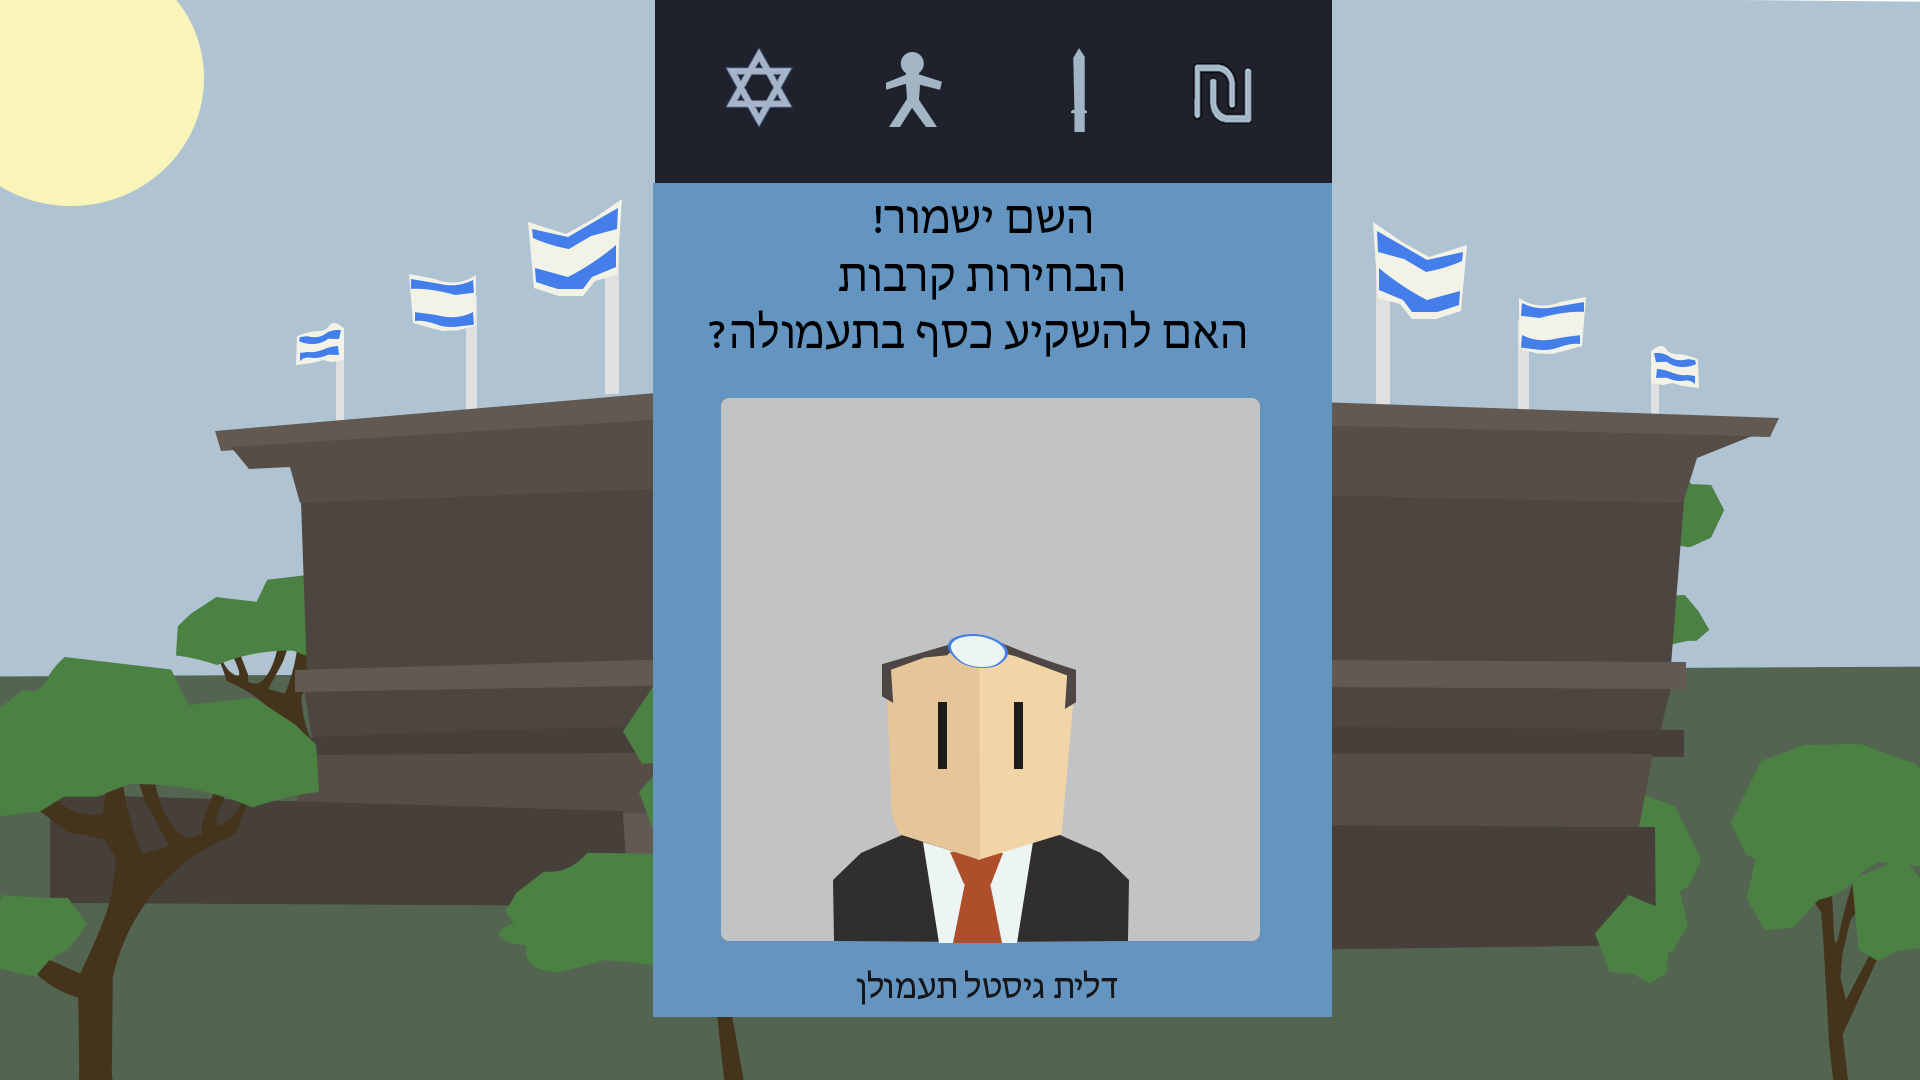 השם ישמור!
הבחירות קרבות
האם להשקיע כסף בתעמולה?
דלית גיסטל תעמולן